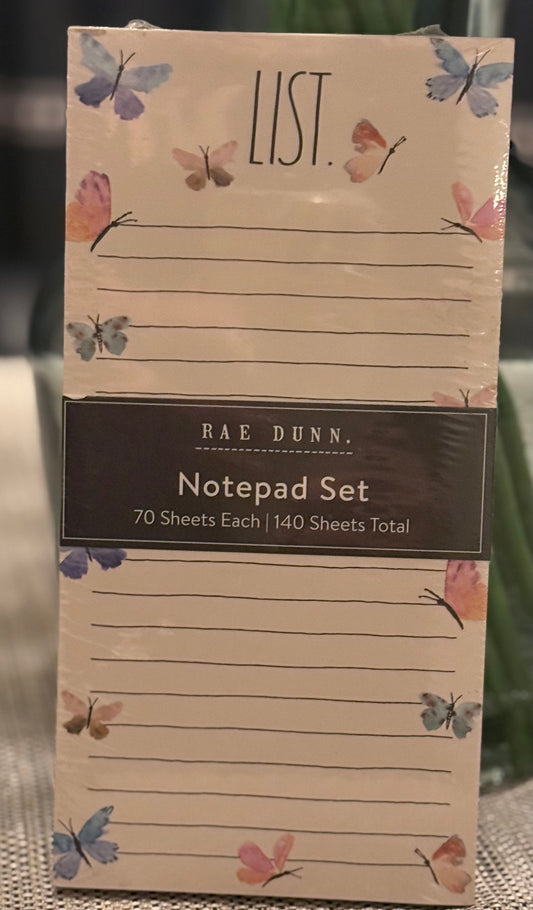 LIST.
RAE DUNN.
Notepad Set
70 Sheets Each | 140 Sheets Total